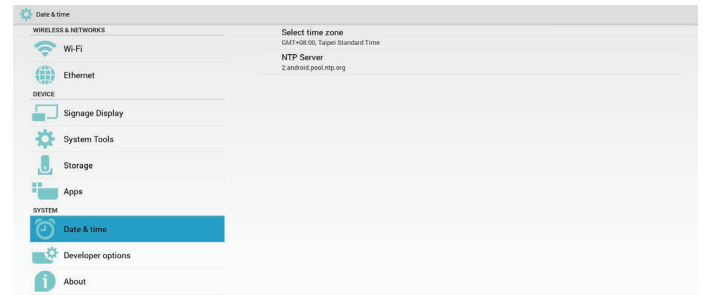 Date & time
WIRELESS & NETWORKS
Wi-Fi
Ethernet
DEVICE
Signage Display
System Tools
Storage
Apps
SYSTEM
Date & time
Developer options
About
Select time zone
GMT+08:00, Taipei Standard Time
NTP Server
2.android.pool.ntp.org